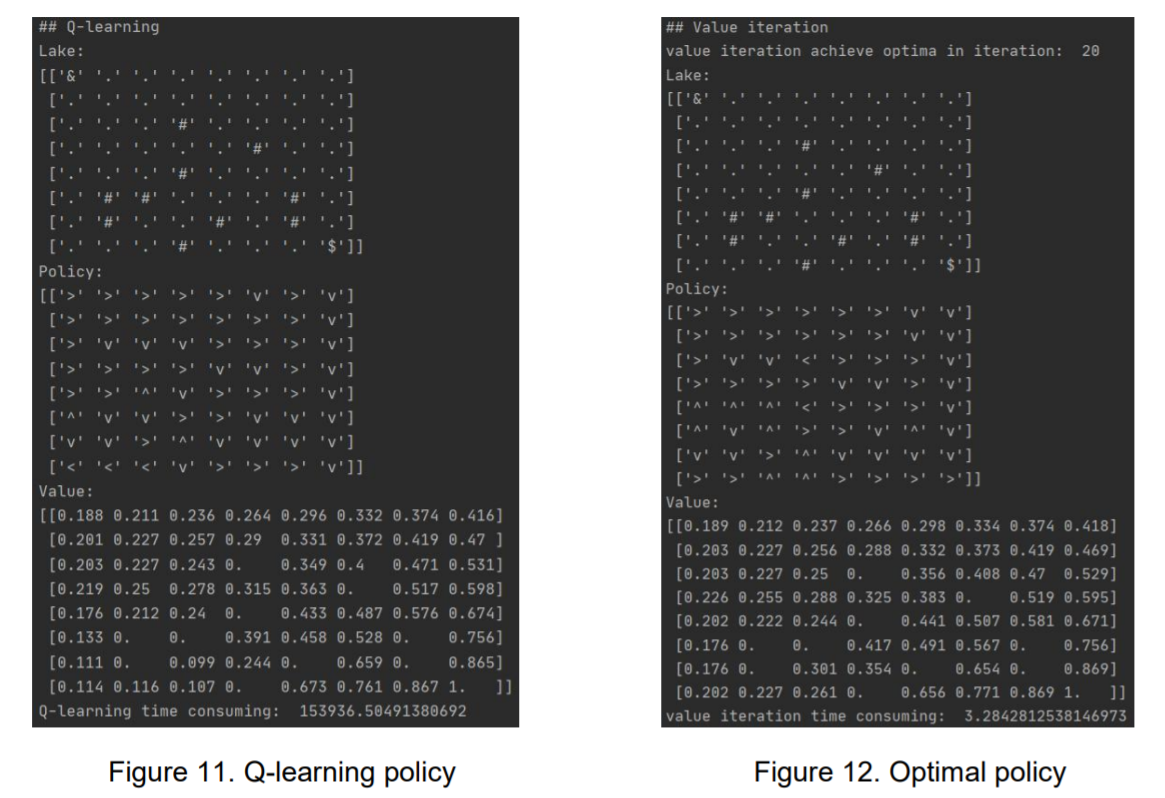 ## Q-learning
Lake:
[['&' '.' '.' '.' '.' '.' '.' '.']
['.' '.' '.' '.' '.' '.' '.' '.']
['.' '.' '.' '#' '.' '.' '.' '.']
['.' '.' '.' '.' '.' '#' '.' '.']
['.' '.' '.' '#' '.' '.' '.' '.']
['.' '#' '#' '.' '.' '.' '#' '.']
['.' '#' '.' '.' '#' '.' '#' '.']
['.' '.' '.' '#' '.' '.' '.' '$']]
Policy:
[['>' '>' '>' '>' '>' 'v' '>' 'v']
['>' '>' '>' '>' '>' '>' '>' 'v']
['>' 'v' 'v' 'v' '>' '>' '>' 'v']
['>' '>' '>' '>' 'v' 'v' '>' 'v']
['>' '>' '^' 'v' '>' '>' '>' 'v']
['^' 'v' 'v' '>' '>' 'v' 'v' 'v']
['v' 'v' '>' '^' 'v' 'v' 'v' 'v']
['<' '<' '<' 'v' '>' '>' '>' 'v']]
Value:
[[0.188 0.211 0.236 0.264 0.296 0.332 0.374 0.416]
[0.201 0.227 0.257 0.29 0.331 0.372 0.419 0.47 ]
[0.203 0.227 0.243 0. 0.349 0.4 0.471 0.531]
[0.219 0.25 0.278 0.315 0.363 0. 0.517 0.598]
[0.176 0.212 0.24 0. 0.433 0.487 0.576 0.674]
[0.133 0. 0. 0.391 0.458 0.528 0. 0.756]
[0.111 0. 0.099 0.244 0. 0.659 0. 0.865]
[0.114 0.116 0.107 0. 0.673 0.761 0.867 1. ]]
Q-learning time consuming: 153936.50491380692
Figure 11. Q-learning policy
## Value iteration
value iteration achieve optima in iteration: 20
Lake:
[['&' '.' '.' '.' '.' '.' '.' '.']
['.' '.' '.' '.' '.' '.' '.' '.']
['.' '.' '.' '#' '.' '.' '.' '.']
['.' '.' '.' '.' '.' '#' '.' '.']
['.' '.' '.' '#' '.' '.' '.' '.']
['.' '#' '#' '.' '.' '.' '#' '.']
['.' '#' '.' '.' '#' '.' '#' '.']
['.' '.' '.' '#' '.' '.' '.' '$']]
Policy:
[['>' '>' '>' '>' '>' '>' 'v' 'v']
['>' '>' '>' '>' '>' '>' 'v' 'v']
['>' 'v' 'v' '<' '>' '>' '>' 'v']
['>' '>' '>' '>' 'v' 'v' '>' 'v']
['^' '^' '^' '<' '>' '>' '>' 'v']
['^' 'v' '^' '>' '>' 'v' '^' 'v']
['v' 'v' '>' '^' 'v' 'v' 'v' 'v']
['>' '>' '^' '^' '>' '>' '>' '>']]
Value:
[[0.189 0.212 0.237 0.266 0.298 0.334 0.374 0.418]
[0.203 0.227 0.256 0.288 0.332 0.373 0.419 0.469]
[0.203 0.227 0.25 0. 0.356 0.408 0.47 0.529]
[0.226 0.255 0.288 0.325 0.383 0. 0.519 0.595]
[0.202 0.222 0.244 0. 0.441 0.507 0.581 0.671]
[0.176 0. 0. 0.417 0.491 0.567 0. 0.756]
[0.176 0. 0.301 0.354 0. 0.654 0. 0.869]
[0.202 0.227 0.261 0. 0.656 0.771 0.869 1. ]]
value iteration time consuming: 3.2842812538146973
Figure 12. Optimal policy